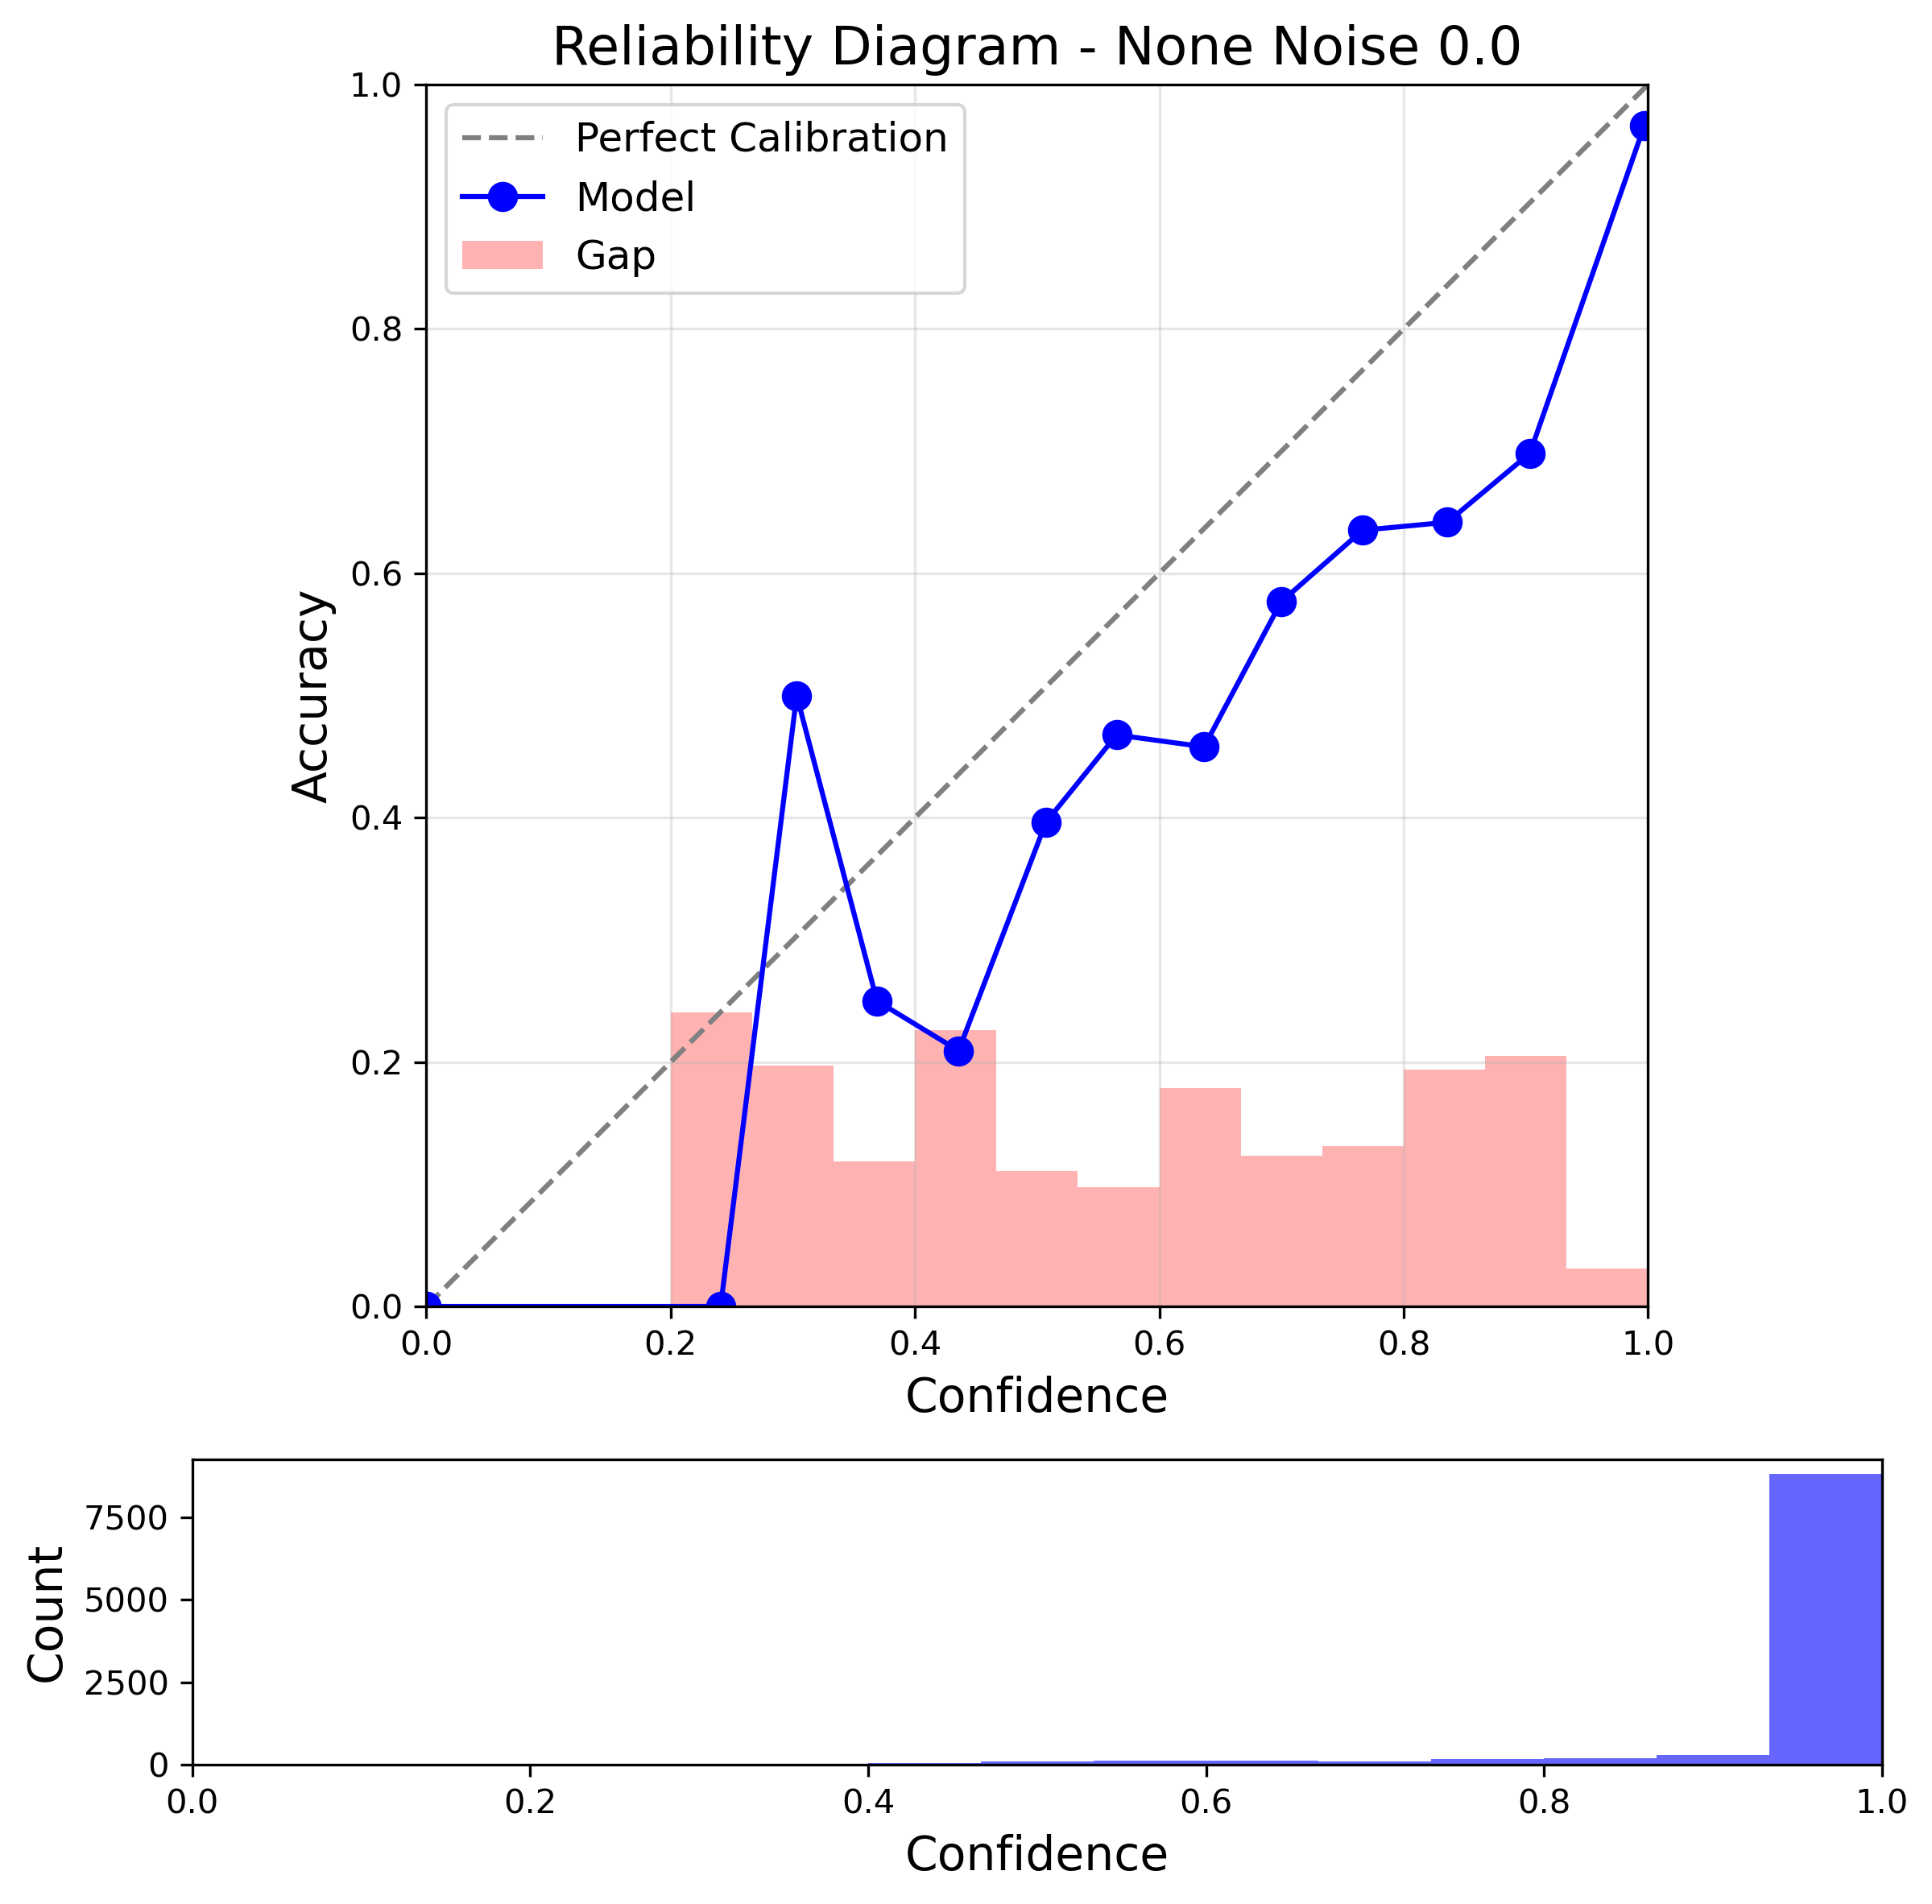 Reliability Diagram - None Noise 0.0
1.0
Perfect Calibration
Model
Gap
0.8
0.6
0.4
0.2
0.0
Accuracy
0.0 0.2 0.4 0.6 0.8 1.0
Confidence
7500
5000
2500
0
Count
0.0 0.2 0.4 0.6 0.8 1.0
Confidence